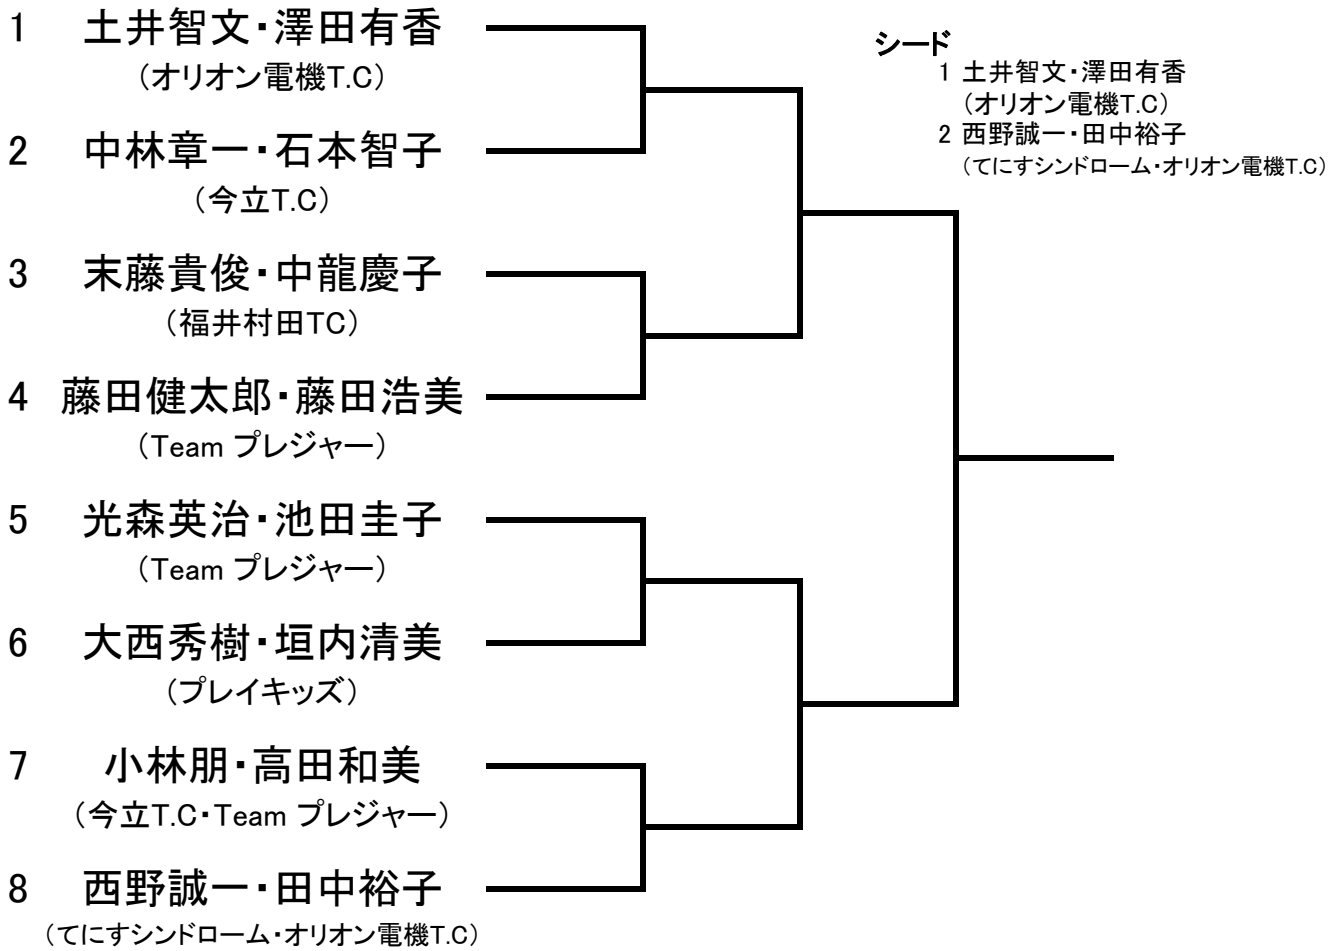 1 土井智文・澤田有香
（オリオン電機T.C）
2 中林章一・石本智子
（今立T.C）
3 末藤貴俊・中龍慶子
（福井村田TC）
4 藤田健太郎・藤田浩美
（Team プレジャー）
5 光森英治・池田圭子
（Team プレジャー）
6 大西秀樹・垣内清美
（プレイキッズ）
7 小林朋・高田和美
（今立T.C・Team プレジャー）
8 西野誠一・田中裕子
（てにすシンドローム・オリオン電機T.C）
シード
1 土井智文・澤田有香
（オリオン電機T.C）
2 西野誠一・田中裕子
（てにすシンドローム・オリオン電機T.C）